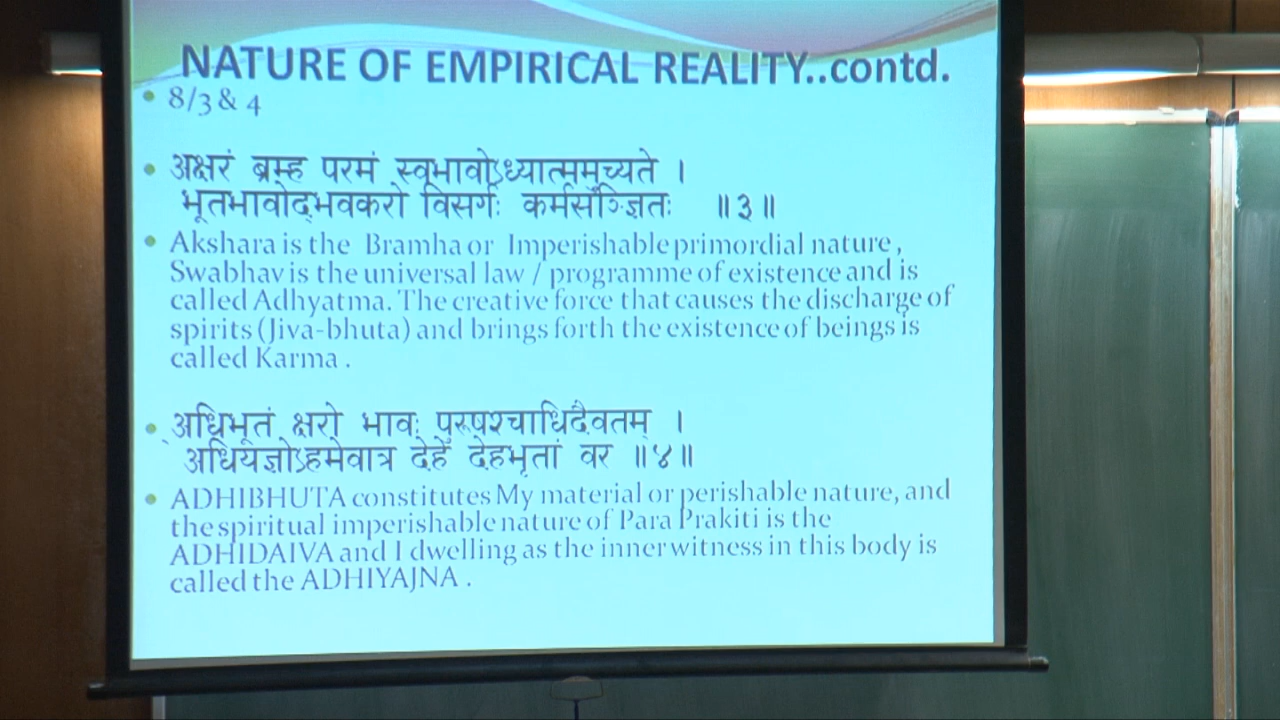 NATURE OF EMPIRICAL REALITY..contd.
8/3 & 4
अक्षरं ब्रम्ह परमं स्वभावोऽध्यात्ममुच्यते ।
भूतभावोद्भवकरो विसर्गः कर्मसञ्ज्ञितः ॥३॥
Akshara is the Bramha or Imperishable primordial nature,
Swabhav is the universal law / programme of existence and is
called Adhyatma. The creative force that causes the discharge of
spirits (Jiva-bhuta) and brings forth the existence of beings is
called Karma .
अधिभूतं क्षरो भावः पुरुषश्चाधिदैवतम् ।
अधियज्ञोऽहमेवात्र देहे देहभृतां वर ॥४॥
ADHIBHUTA constitutes My material or perishable nature, and
the spiritual imperishable nature of Para Prakiti is the
ADHIDAIVA and I dwelling as the inner witness in this body is
called the ADHIYAJNA .